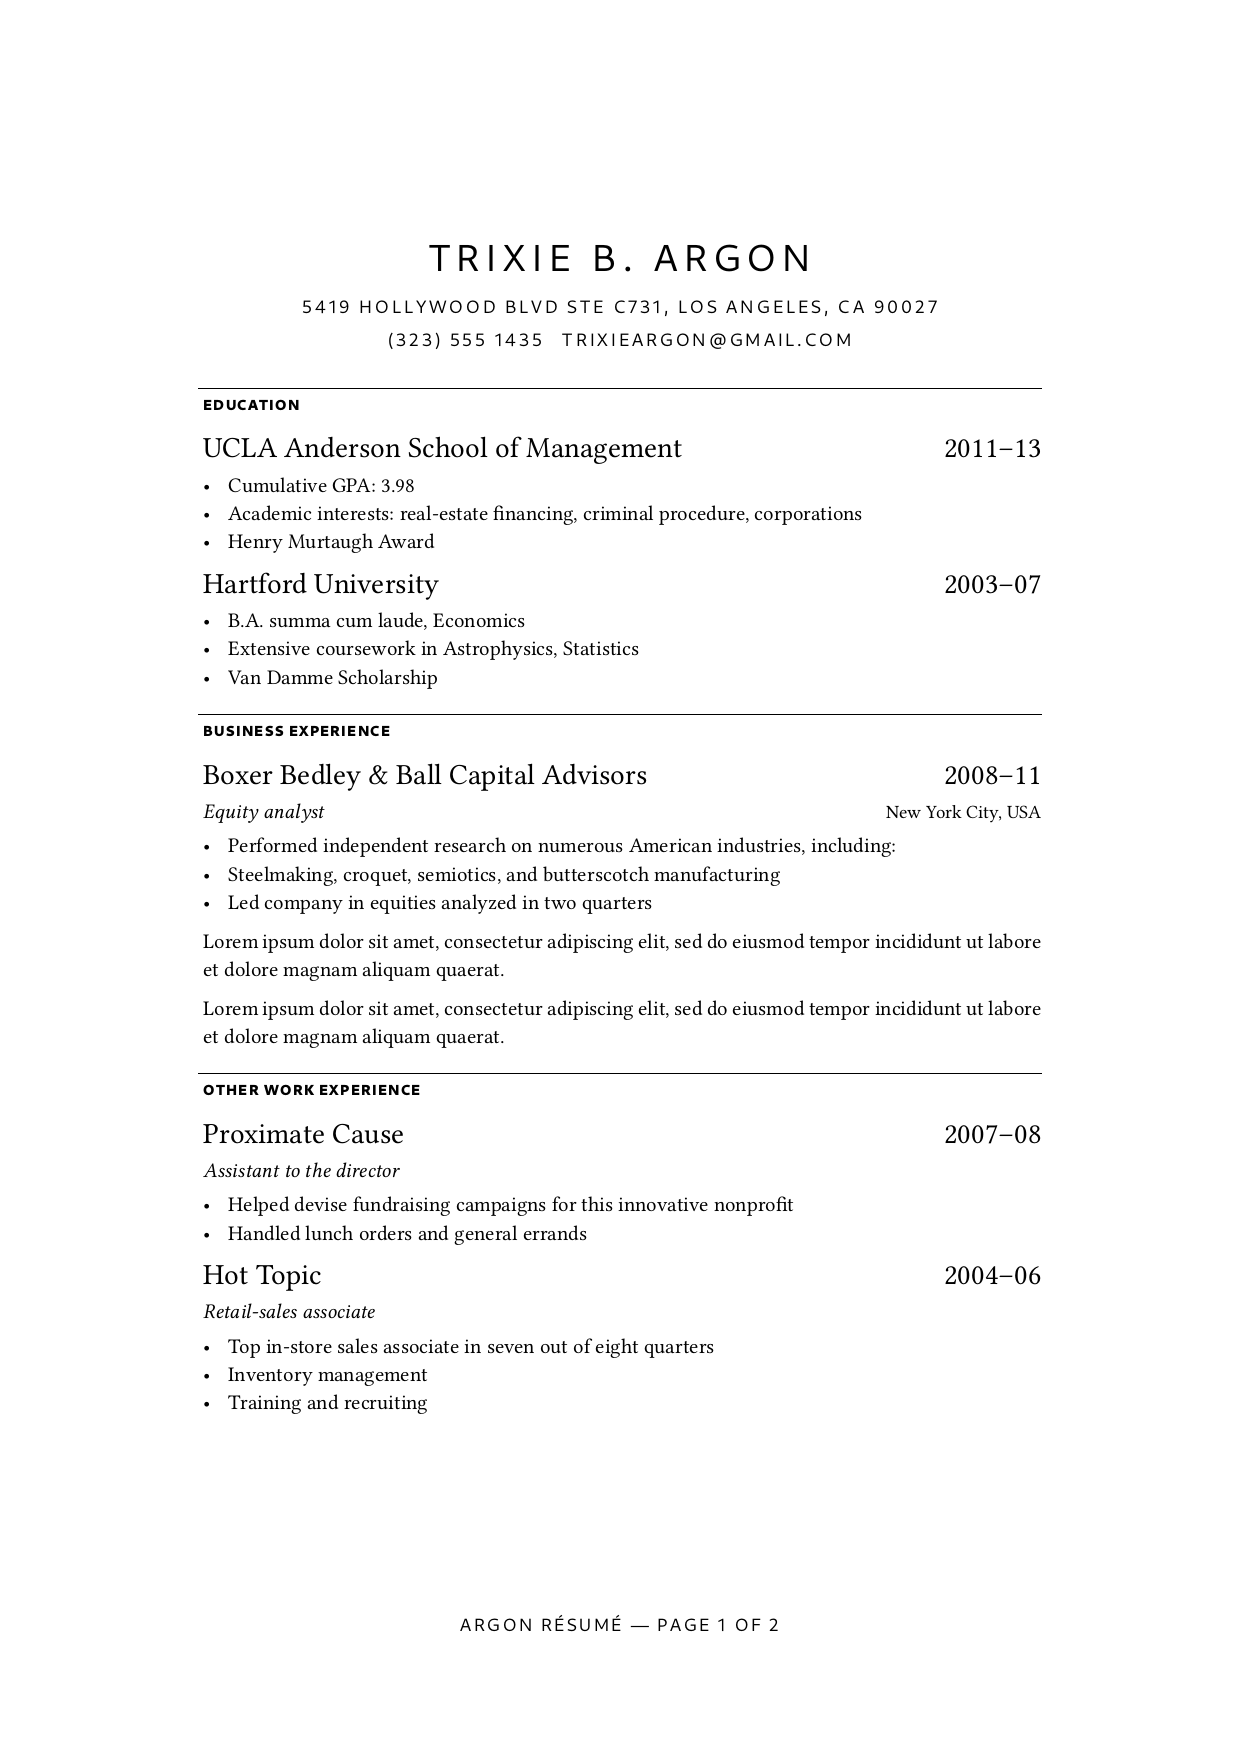 TRIXIE B. ARGON
5419 HOLLYWOOD BLVD STE C731, LOS ANGELES, CA 90027
(323) 555 1435 TRIXIEARGON@GMAIL.COM
EDUCATION
UCLA Anderson School of Management 2011–13
• Cumulative GPA: 3.98
• Academic interests: real-estate financing, criminal procedure, corporations
• Henry Murtaugh Award
Hartford University 2003–07
• B.A. summa cum laude, Economics
• Extensive coursework in Astrophysics, Statistics
• Van Damme Scholarship
BUSINESS EXPERIENCE
Boxer Bedley & Ball Capital Advisors 2008–11
Equity analyst New York City, USA
• Performed independent research on numerous American industries, including:
• Steelmaking, croquet, semiotics, and butterscotch manufacturing
• Led company in equities analyzed in two quarters
Lorem ipsum dolor sit amet, consectetur adipiscing elit, sed do eiusmod tempor incididunt ut labore
et dolore magnam aliquam quaerat.
Lorem ipsum dolor sit amet, consectetur adipiscing elit, sed do eiusmod tempor incididunt ut labore
et dolore magnam aliquam quaerat.
OTHER WORK EXPERIENCE
Proximate Cause 2007–08
Assistant to the director
• Helped devise fundraising campaigns for this innovative nonprofit
• Handled lunch orders and general errands
Hot Topic 2004–06
Retail-sales associate
• Top in-store sales associate in seven out of eight quarters
• Inventory management
• Training and recruiting
ARGON RÉSUMÉ — PAGE 1 OF 2